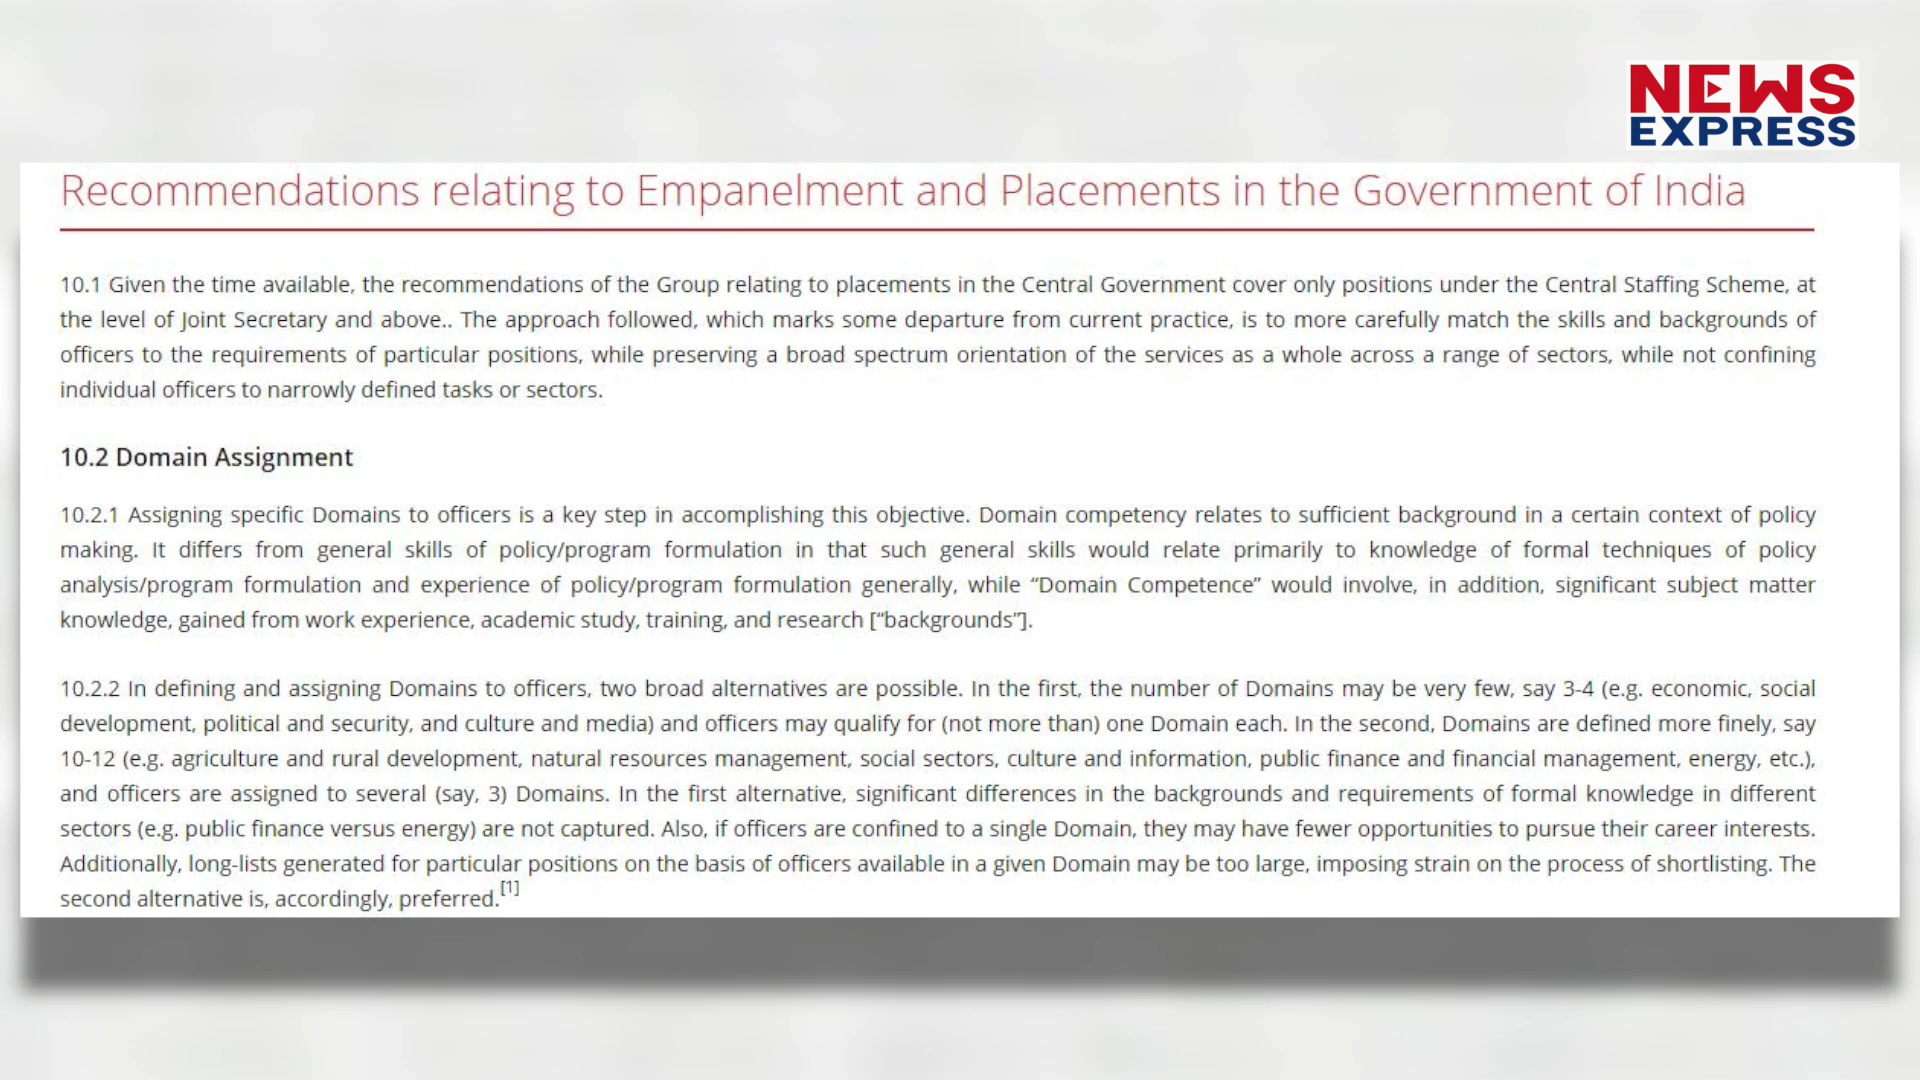 NEWS
EXPRESS
Recommendations relating to Empanelment and Placements in the Government of India
10.1 Given the time available, the recommendations of the Group relating to placements in the Central Government cover only positions under the Central Staffing Scheme, at
the level of Joint Secretary and above.. The approach followed, which marks some departure from current practice, is to more carefully match the skills and backgrounds of
officers to the requirements of particular positions, while preserving a broad spectrum orientation of the services as a whole across a range of sectors, while not confining
individual officers to narrowly defined tasks or sectors.
10.2 Domain Assignment
10.2.1 Assigning specific Domains to officers is a key step in accomplishing this objective. Domain competency relates to sufficient background in a certain context of policy
making. It differs from general skills of policy/program formulation in that such general skills would relate primarily to knowledge of formal techniques of policy
analysis/program formulation and experience of policy/program formulation generally, while “Domain Competence” would involve, in addition, significant subject matter
knowledge, gained from work experience, academic study, training, and research [“backgrounds”].
10.2.2 In defining and assigning Domains to officers, two broad alternatives are possible. In the first, the number of Domains may be very few, say 3-4 (e.g. economic, social
development, political and security, and culture and media) and officers may qualify for (not more than) one Domain each. In the second, Domains are defined more finely, say
10-12 (e.g. agriculture and rural development, natural resources management, social sectors, culture and information, public finance and financial management, energy, etc.),
and officers are assigned to several (say, 3) Domains. In the first alternative, significant differences in the backgrounds and requirements of formal knowledge in different
sectors (e.g. public finance versus energy) are not captured. Also, if officers are confined to a single Domain, they may have fewer opportunities to pursue their career interests.
Additionally, long-lists generated for particular positions on the basis of officers available in a given Domain may be too large, imposing strain on the process of shortlisting. The
second alternative is, accordingly, preferred.[1]